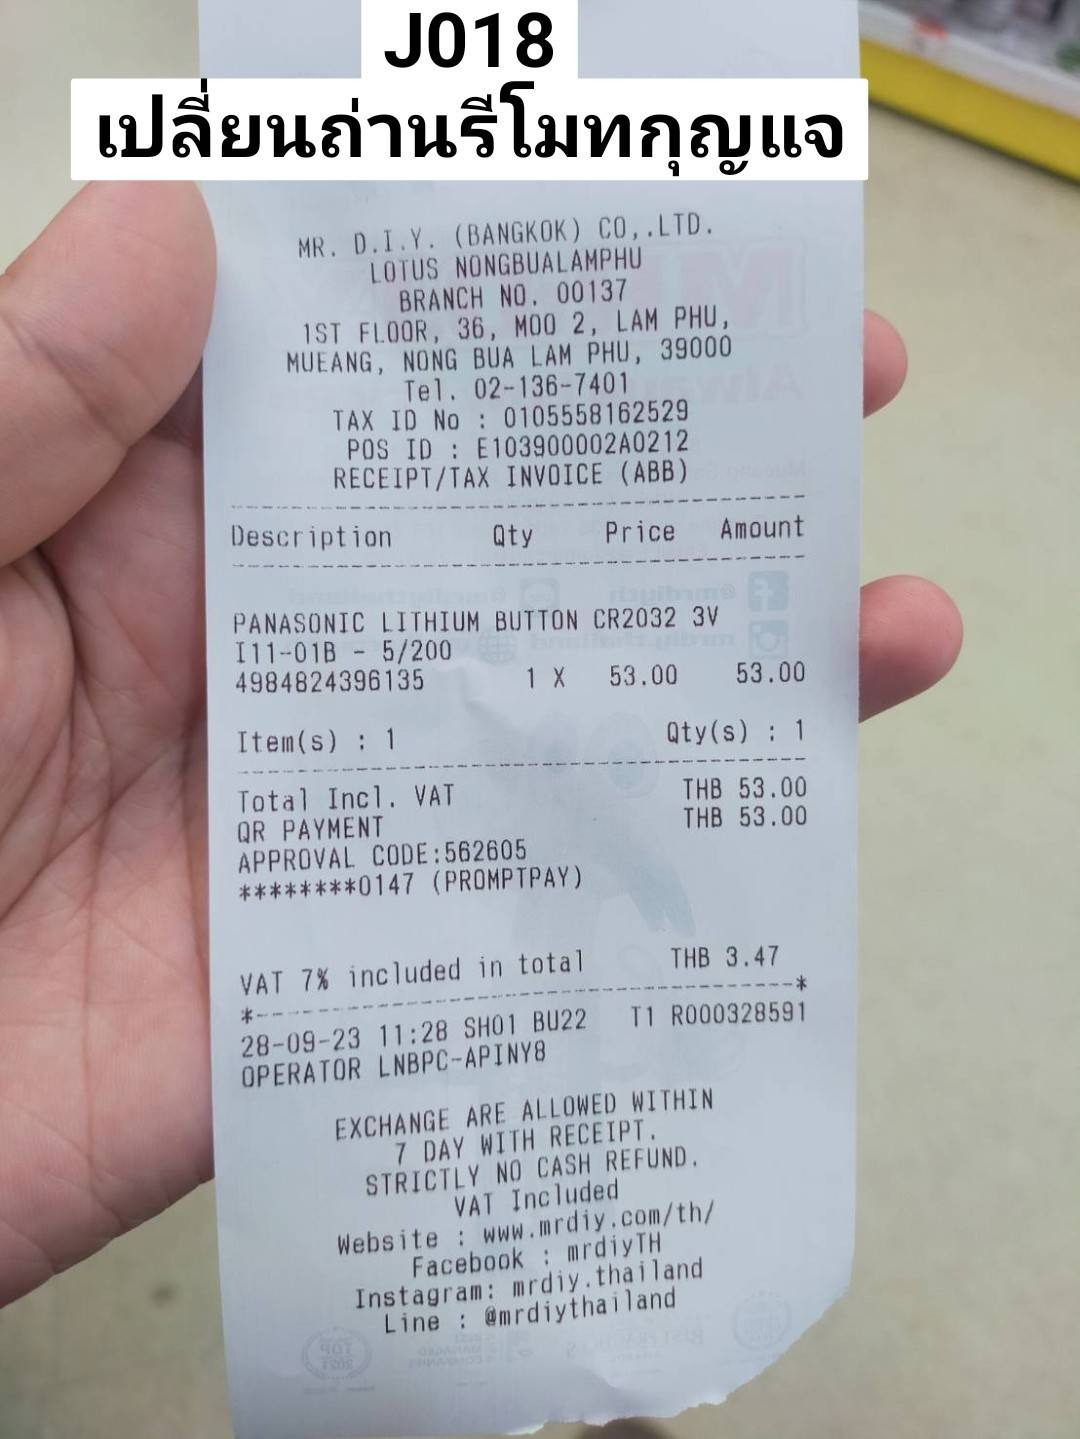 J018
เปลี่ยนถ่านรีโมทกุญแจ
MR. D.I.Y. (BANGKOK) CO,.LTD.
LOTUS NONGBUALAMPHU
BRANCH NO. 00137
1ST FLOOR, 36, MOO 2, LAM PHU,
MUEANG, NONG BUA LAM PHU, 39000
Tel. 02-136-7401
TAX ID No : 0105558162529
POS ID : E103900002A0212
RECEIPT/TAX INVOICE (ABB)
Description Qty Price Amount
PANASONIC LITHIUM BUTTON CR2032 3V
I11-01B - 5/200
4984824396135 1 X 53.00 53.00
Item(s) : 1 Qty(s) : 1
Total Incl. VAT THB 53.00
QR PAYMENT THB 53.00
APPROVAL CODE:562605
********0147 (PROMPTPAY)
VAT 7% included in total THB 3.47
28-09-23 11:28 SH01 BU22 T1 R000328591
OPERATOR LNBPC-APINY8
EXCHANGE ARE ALLOWED WITHIN
7 DAY WITH RECEIPT.
STRICTLY NO CASH REFUND.
VAT Included
Website : www.mrdiy.com/th/
Facebook : mrdiyTH
Instagram: mrdiy.thailand
Line : @mrdiythailand